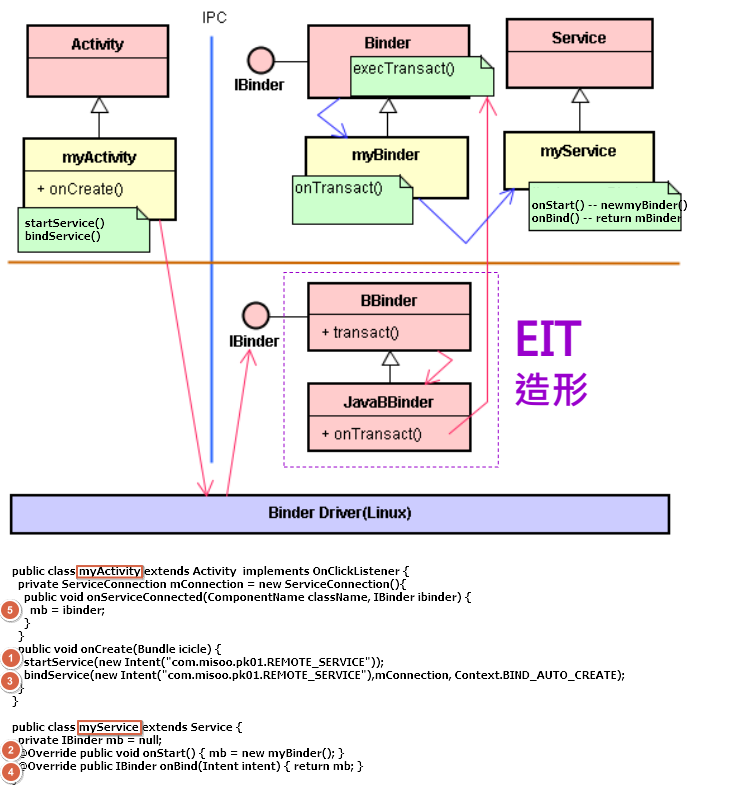 IPC
Activity
myActivity
+ onCreate()
startService()
bindService()
IBinder
Binder
execTransact()
myBinder
onTransact()
Service
myService
onStart() -- newmyBinder()
onBind() -- return mBinder
IBinder
BBinder
+ transact()
JavaBBinder
+ onTransact()
EIT
造形
Binder Driver(Linux)
public class myActivity extends Activity implements OnClickListener {
private ServiceConnection mConnection = new ServiceConnection(){
public void onServiceConnected(ComponentName className, IBinder ibinder) {
5 mb = ibinder;
}
}
public void onCreate(Bundle icicle) {
1 startService(new Intent("com.misoo.pk01.REMOTE_SERVICE"));
3 bindService(new Intent("com.misoo.pk01.REMOTE_SERVICE"),mConnection, Context.BIND_AUTO_CREATE);
}
}
public class myService extends Service {
private IBinder mb = null;
2 @Override public void onStart() { mb = new myBinder(); }
4 @Override public IBinder onBind(Intent intent) { return mb; }